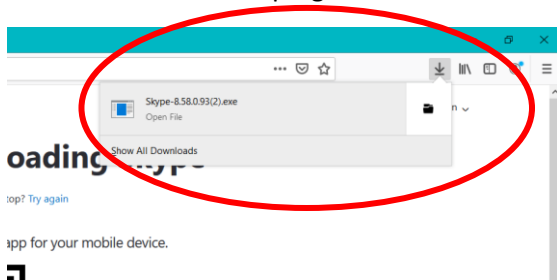 Skype-8.58.0.93(2).exe
Open File
n
Show All Downloads
oading Skype
top? Try again
app for your mobile device.